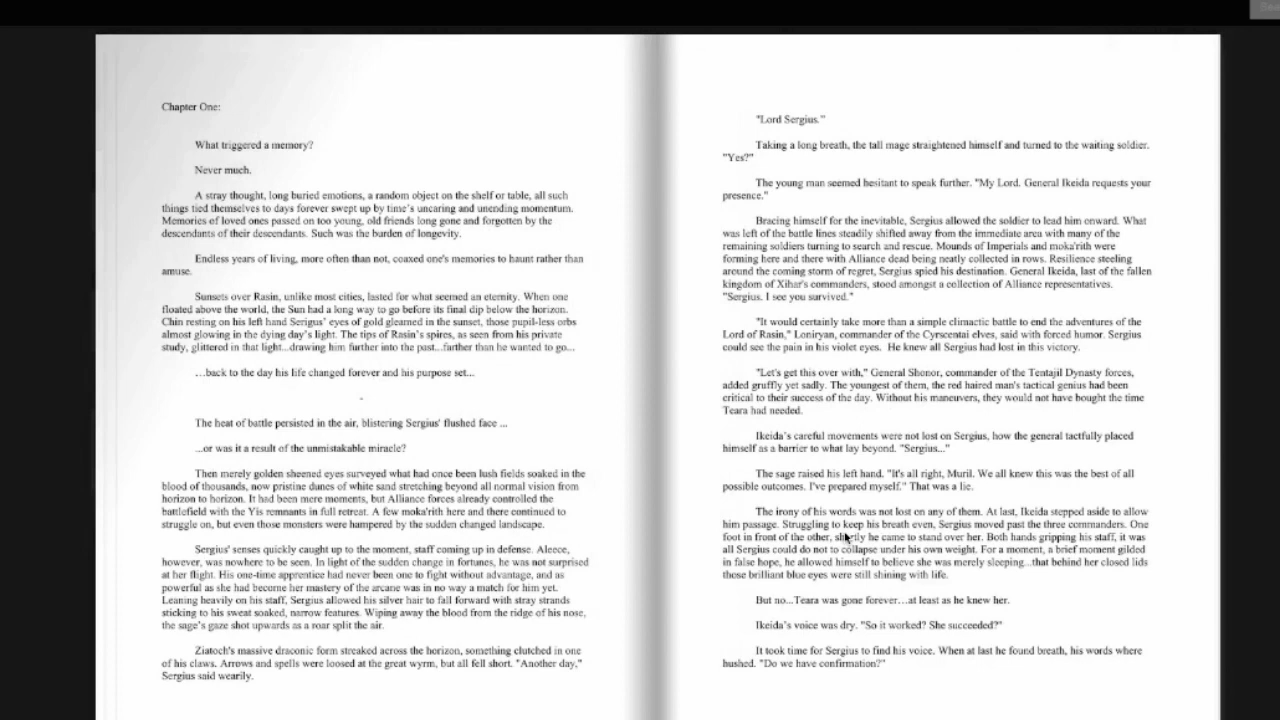 Chapter One:
What triggered a memory?
Never much.
A stray thought, long buried emotions, a random object on the shelf or table, all such
things tied themselves to days forever swept up by time's uncaring and unending momentum.
Memories of loved ones passed on too young, old friends long gone and forgotten by the
descendants of their descendants. Such was the burden of longevity.
Endless years of living, more often than not, coaxed one's memories to haunt rather than
amuse.
Sunsets over Rasin, unlike most cities, lasted for what seemed an eternity. When one
floated above the world, the Sun had a long way to go before its final dip below the horizon.
Chin resting on his left hand Serigus' eyes of gold gleamed in the sunset, those pupil-less orbs
almost glowing in the dying day's light. The tips of Rasin's spires, as seen from his private
study, glittered in that light...drawing him further into the past...farther than he wanted to go...
…back to the day his life changed forever and his purpose set...
-
The heat of battle persisted in the air, blistering Sergius' flushed face ...
...or was it a result of the unmistakable miracle?
Then merely golden sheened eyes surveyed what had once been lush fields soaked in the
blood of thousands, now pristine dunes of white sand stretching beyond all normal vision from
horizon to horizon. It had been mere moments, but Alliance forces already controlled the
battlefield with the Yis remnants in full retreat. A few moka'rith here and there continued to
struggle on, but even those monsters were hampered by the sudden changed landscape.
Sergius' senses quickly caught up to the moment, staff coming up in defense. Aleece,
however, was nowhere to be seen. In light of the sudden change in fortunes, he was not surprised
at her flight. His one-time apprentice had never been one to fight without advantage, and as
powerful as she had become her mastery of the arcane was in no way a match for him yet.
Leaning heavily on his staff, Sergius allowed his silver hair to fall forward with stray strands
sticking to his sweat soaked, narrow features. Wiping away the blood from the ridge of his nose,
the sage's gaze shot upwards as a roar split the air.
Ziatoch's massive draconic form streaked across the horizon, something clutched in one
of his claws. Arrows and spells were loosed at the great wyrm, but all fell short. "Another day,"
Sergius said wearily.
"Lord Sergius."
Taking a long breath, the tall mage straightened himself and turned to the waiting soldier.
"Yes?"
The young man seemed hesitant to speak further. "My Lord. General Ikeida requests your
presence."
Bracing himself for the inevitable, Sergius allowed the soldier to lead him onward. What
was left of the battle lines steadily shifted away from the immediate area with many of the
remaining soldiers turning to search and rescue. Mounds of Imperials and moka'rith were
forming here and there with Alliance dead being neatly collected in rows. Resilience steeling
around the coming storm of regret, Sergius spied his destination. General Ikeida, last of the fallen
kingdom of Xihar's commanders, stood amongst a collection of Alliance representatives.
"Sergius. I see you survived."
"It would certainly take more than a simple climactic battle to end the adventures of the
Lord of Rasin," Loniryan, commander of the Cyrscentai elves, said with forced humor. Sergius
could see the pain in his violet eyes. He knew all Sergius had lost in this victory.
"Let's get this over with," General Shonor, commander of the Tentajil Dynasty forces,
added gruffly yet sadly. The youngest of them, the red haired man's tactical genius had been
critical to their success of the day. Without his maneuvers, they would not have bought the time
Teara had needed.
Ikeida's careful movements were not lost on Sergius, how the general tactfully placed
himself as a barrier to what lay beyond. "Sergius..."
The sage raised his left hand. "It's all right, Muril. We all knew this was the best of all
possible outcomes. I've prepared myself." That was a lie.
The irony of his words was not lost on any of them. At last, Ikeida stepped aside to allow
him passage. Struggling to keep his breath even, Sergius moved past the three commanders. One
foot in front of the other, shortly he came to stand over her. Both hands gripping his staff, it was
all Sergius could do not to collapse under his own weight. For a moment, a brief moment gilded
in false hope, he allowed himself to believe she was merely sleeping...that behind her closed lids
those brilliant blue eyes were still shining with life.
But no...Teara was gone forever…at least as he knew her.
Ikeida's voice was dry. "So it worked? She succeeded?"
It took time for Sergius to find his voice. When at last he found breath, his words where
hushed. "Do we have confirmation?"